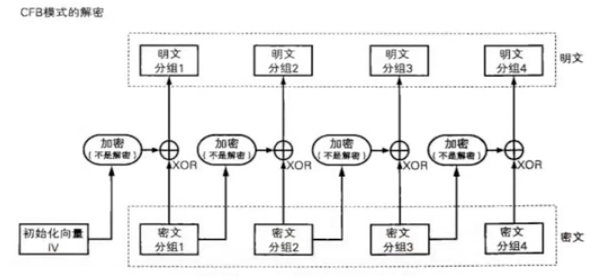 CFB模式的解密
明文
分组1
明文
分组2
明文
分组3
明文
分组4
明文
加密
(不是解密)
XOR
加密
(不是解密)
XOR
加密
(不是解密)
XOR
加密
(不是解密)
XOR
初始化向量
IV
密文
分组1
密文
分组2
密文
分组3
密文
分组4
密文